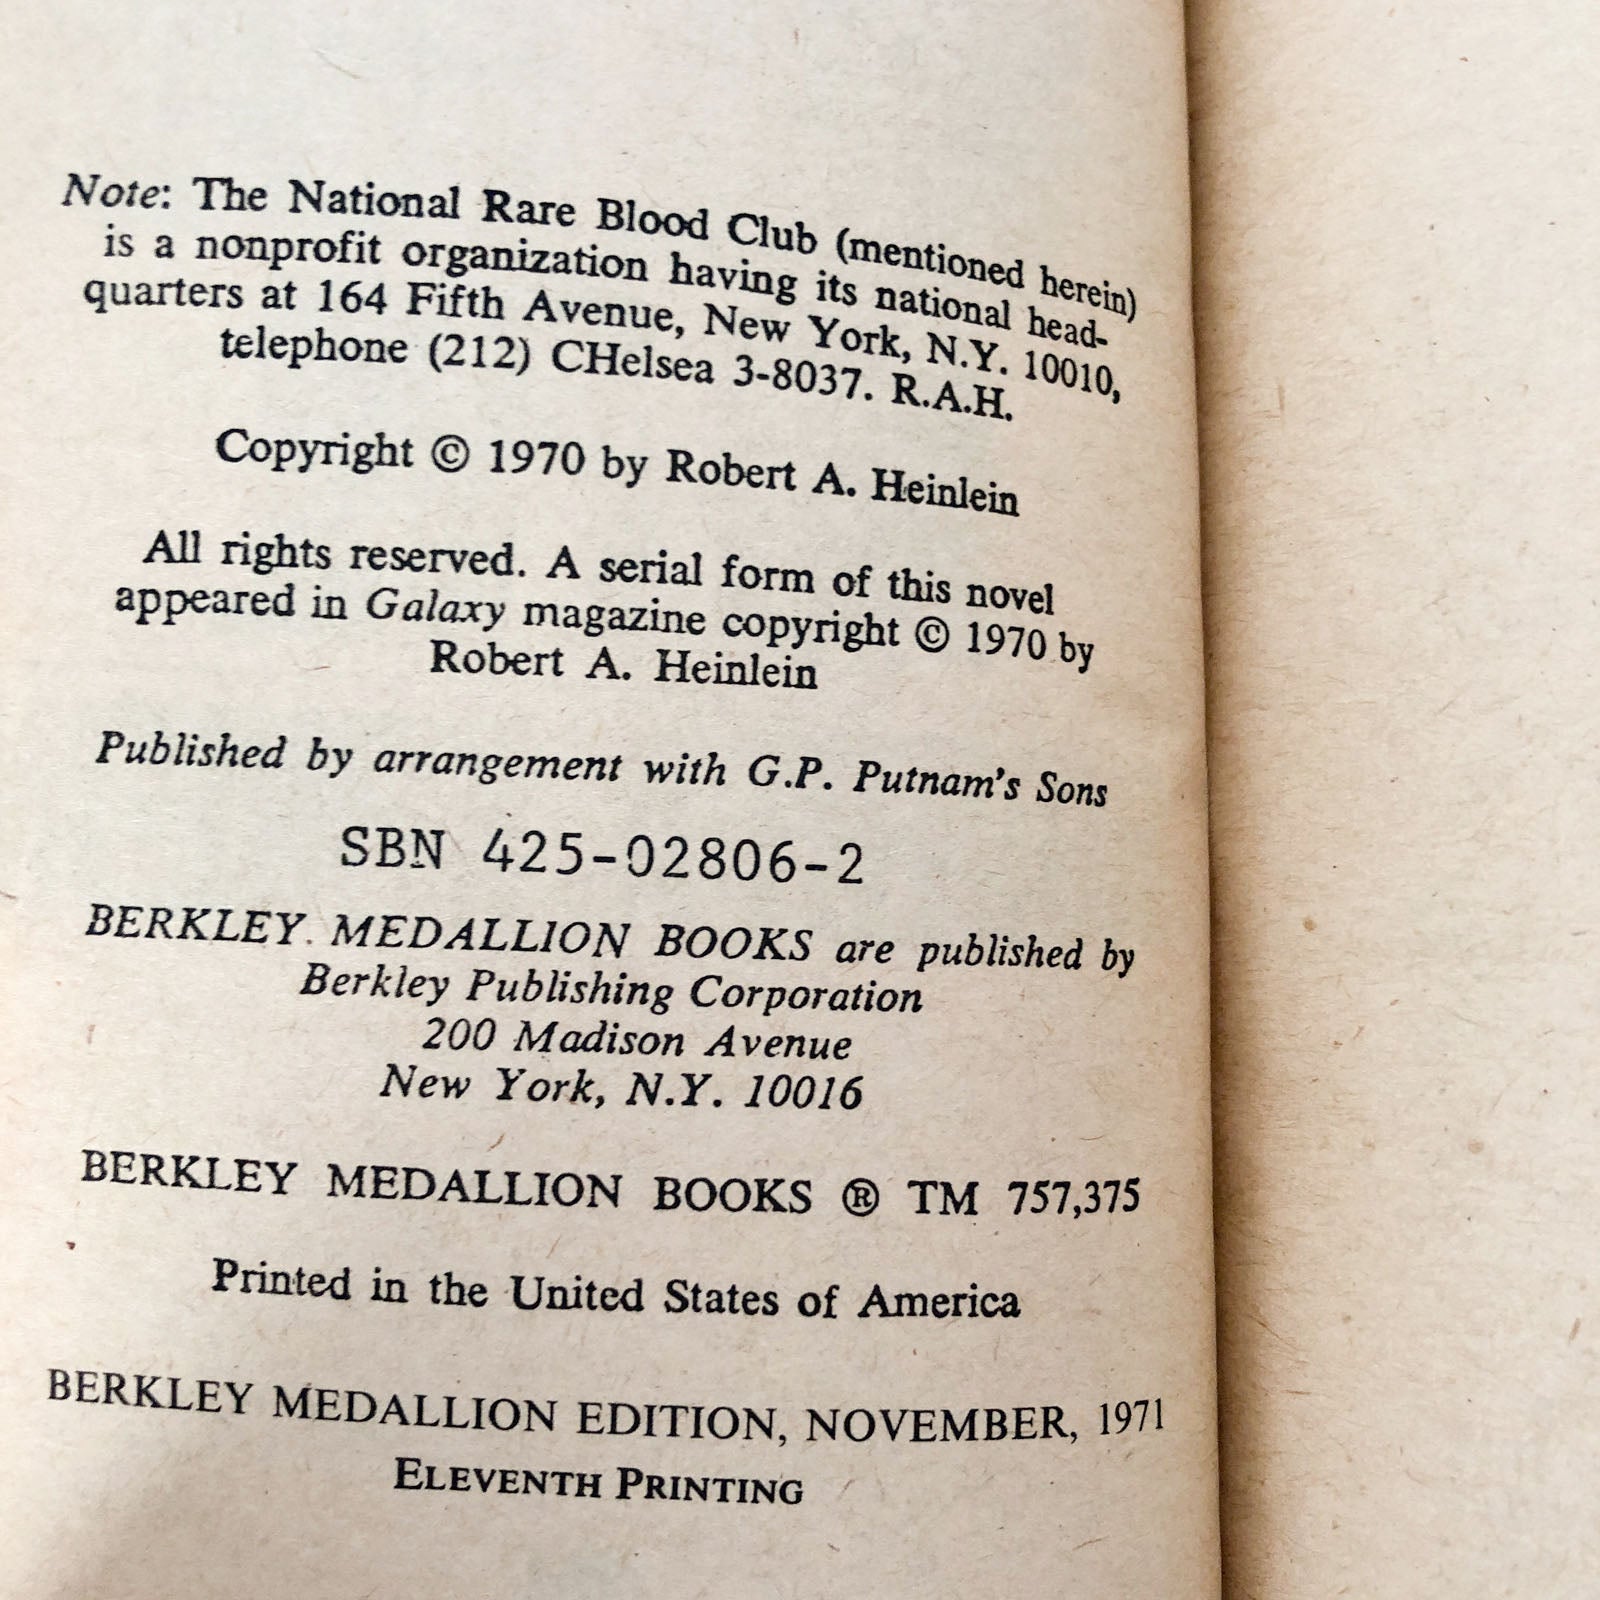 Note: The National Rare Blood Club (mentioned herein)
is a nonprofit organization having its national head-
quarters at 164 Fifth Avenue, New York, N.Y. 10010,
telephone (212) CHelsea 3-8037. R.A.H.
Copyright © 1970 by Robert A. Heinlein
All rights reserved. A serial form of this novel
appeared in Galaxy magazine copyright © 1970 by
Robert A. Heinlein
Published by arrangement with G.P. Putnam's Sons
SBN 425-02806-2
BERKLEY MEDALLION BOOKS are published by
Berkley Publishing Corporation
200 Madison Avenue
New York, N.Y. 10016
BERKLEY MEDALLION BOOKS ® TM 757,375
Printed in the United States of America
BERKLEY MEDALLION EDITION, NOVEMBER, 1971
ELEVENTH PRINTING